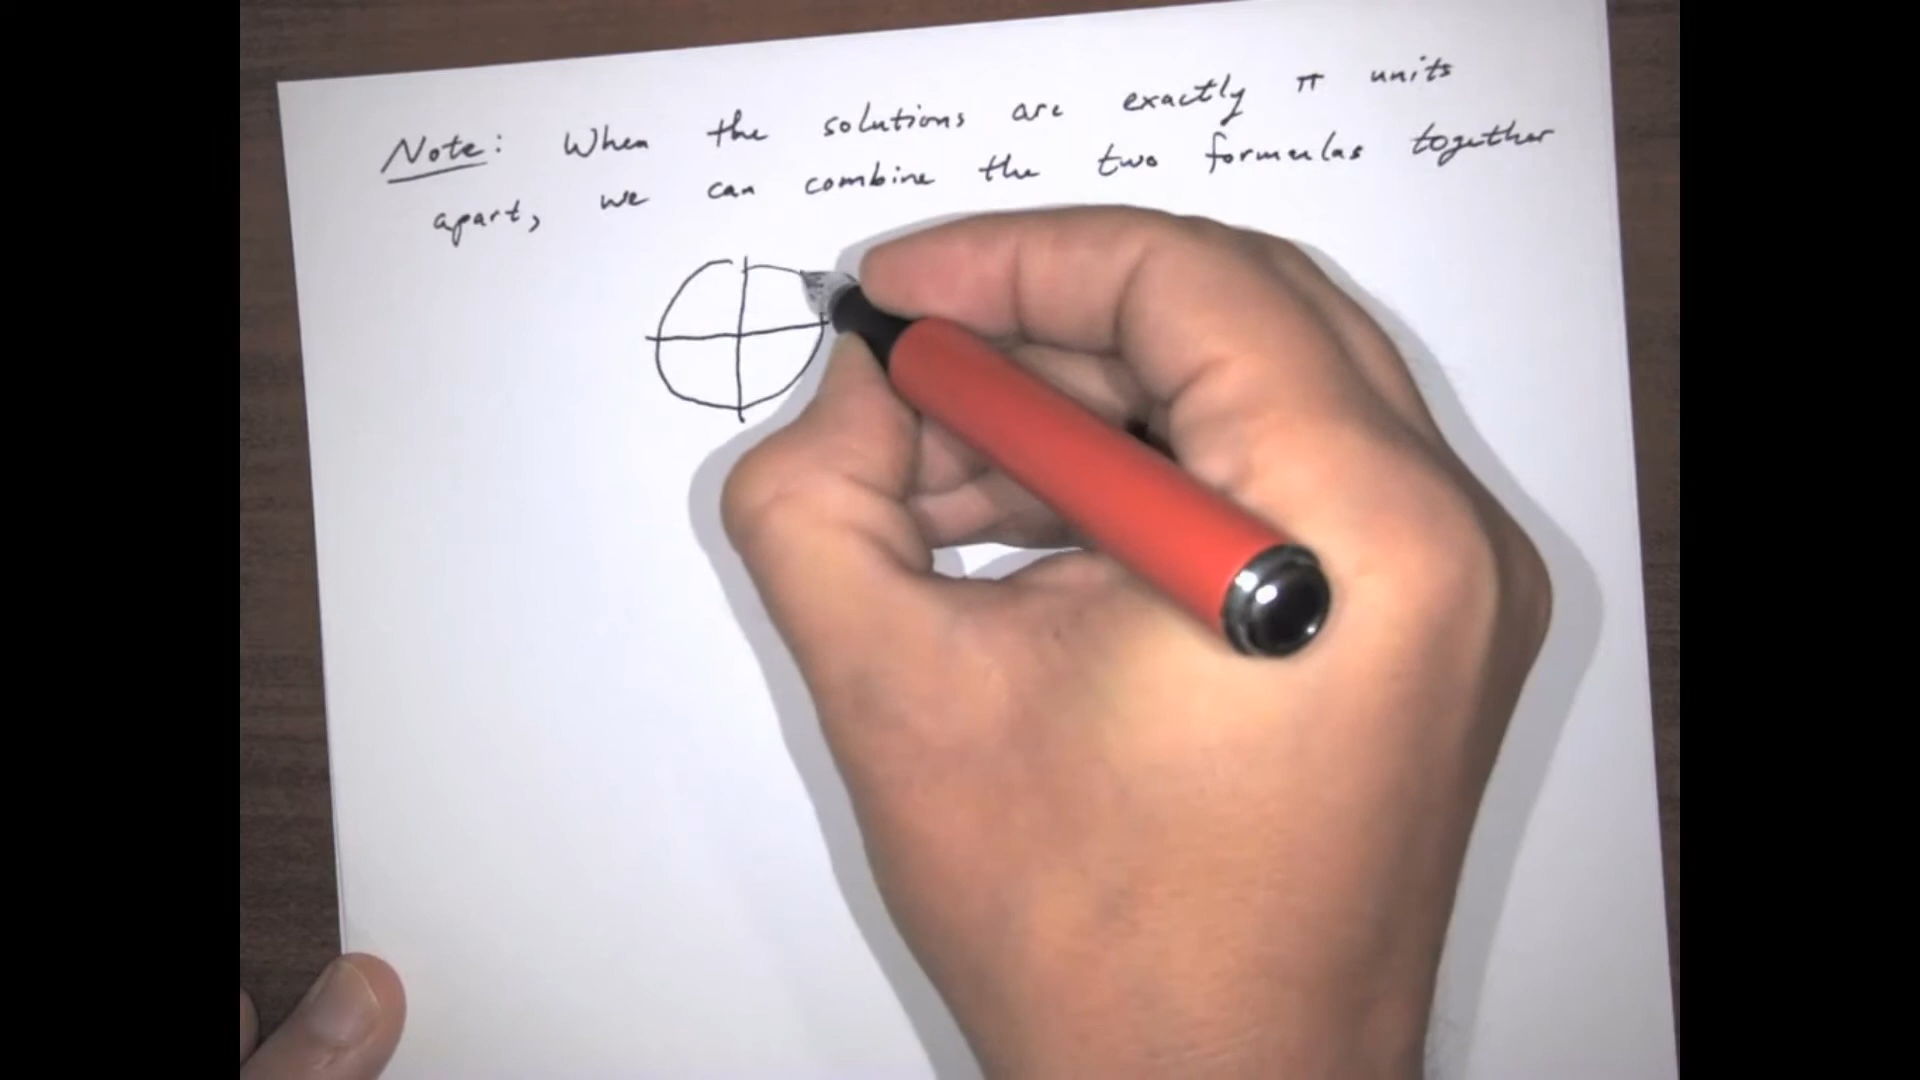 Note: When the solutions are exactly π units
apart, we can combine the two formulas together